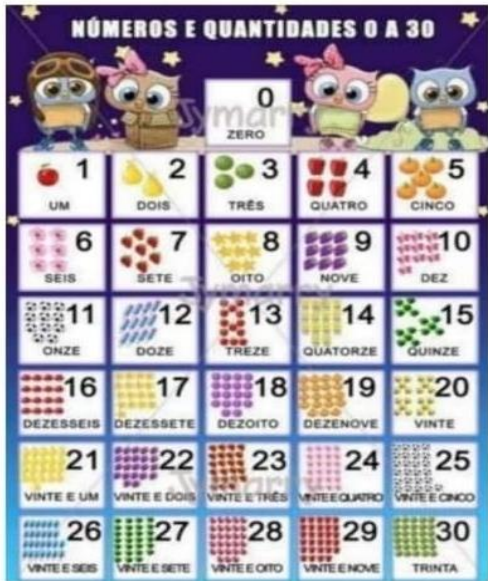 NÚMEROS E QUANTIDADES 0 A 30
0
ZERO
Jymarry
1 2 3 4 5
UM DOIS TRÊS QUATRO CINCO
6 7 8 9 10
SEIS SETE OITO NOVE DEZ
Jymarry
11 12 13 14 15
ONZE DOZE TREZE QUATORZE QUINZE
16 17 18 19 20
DEZESSEIS DEZESSETE DEZOITO DEZENOVE VINTE
21 22 23 24 25
VINTE E UM VINTE E DOIS VINTE E TRÊS VINTE E QUATRO VINTE E CINCO
Jymarry
26 27 28 29 30
VINTE E SEIS VINTE E SETE VINTE E OITO VINTE E NOVE TRINTA